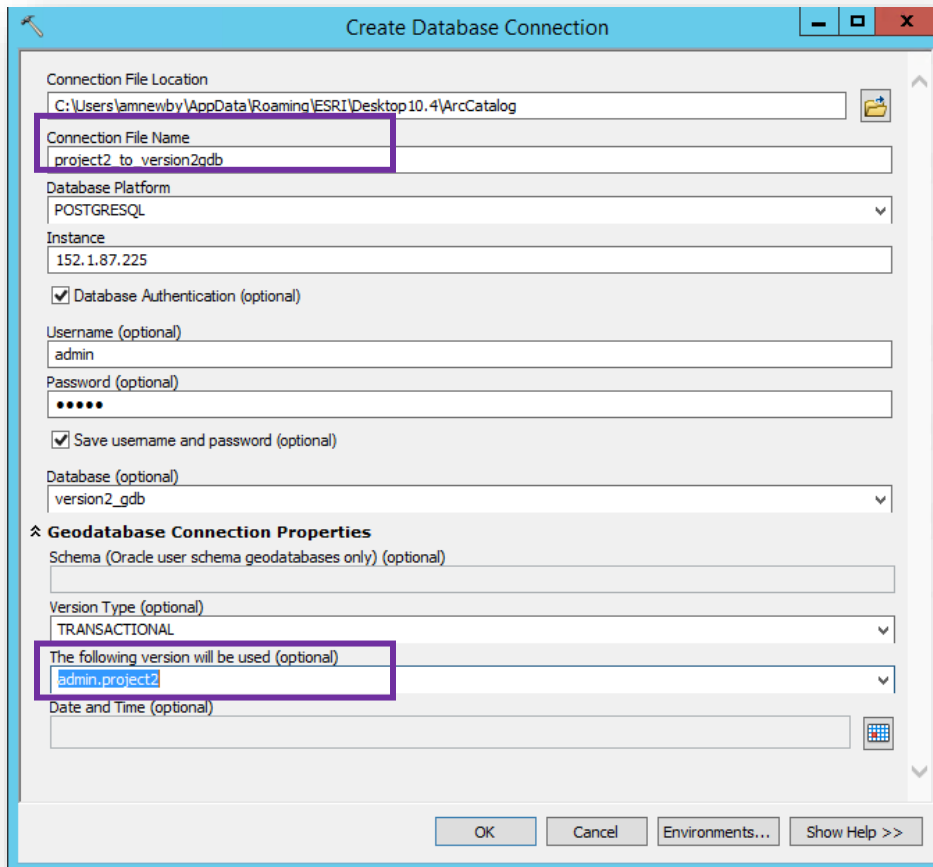 Create Database Connection
Connection File Location
C:\Users\amnewby\AppData\Roaming\ESRI\Desktop10.4\ArcCatalog
Connection File Name
project2_to_version2gdb
Database Platform
POSTGRESQL
Instance
152.1.87.225
Database Authentication (optional)
Username (optional)
admin
Password (optional)
•••••
Save username and password (optional)
Database (optional)
version2_gdb
Geodatabase Connection Properties
Schema (Oracle user schema geodatabases only) (optional)
Version Type (optional)
TRANSACTIONAL
The following version will be used (optional)
admin.project2
Date and Time (optional)
OK Cancel Environments... Show Help >>